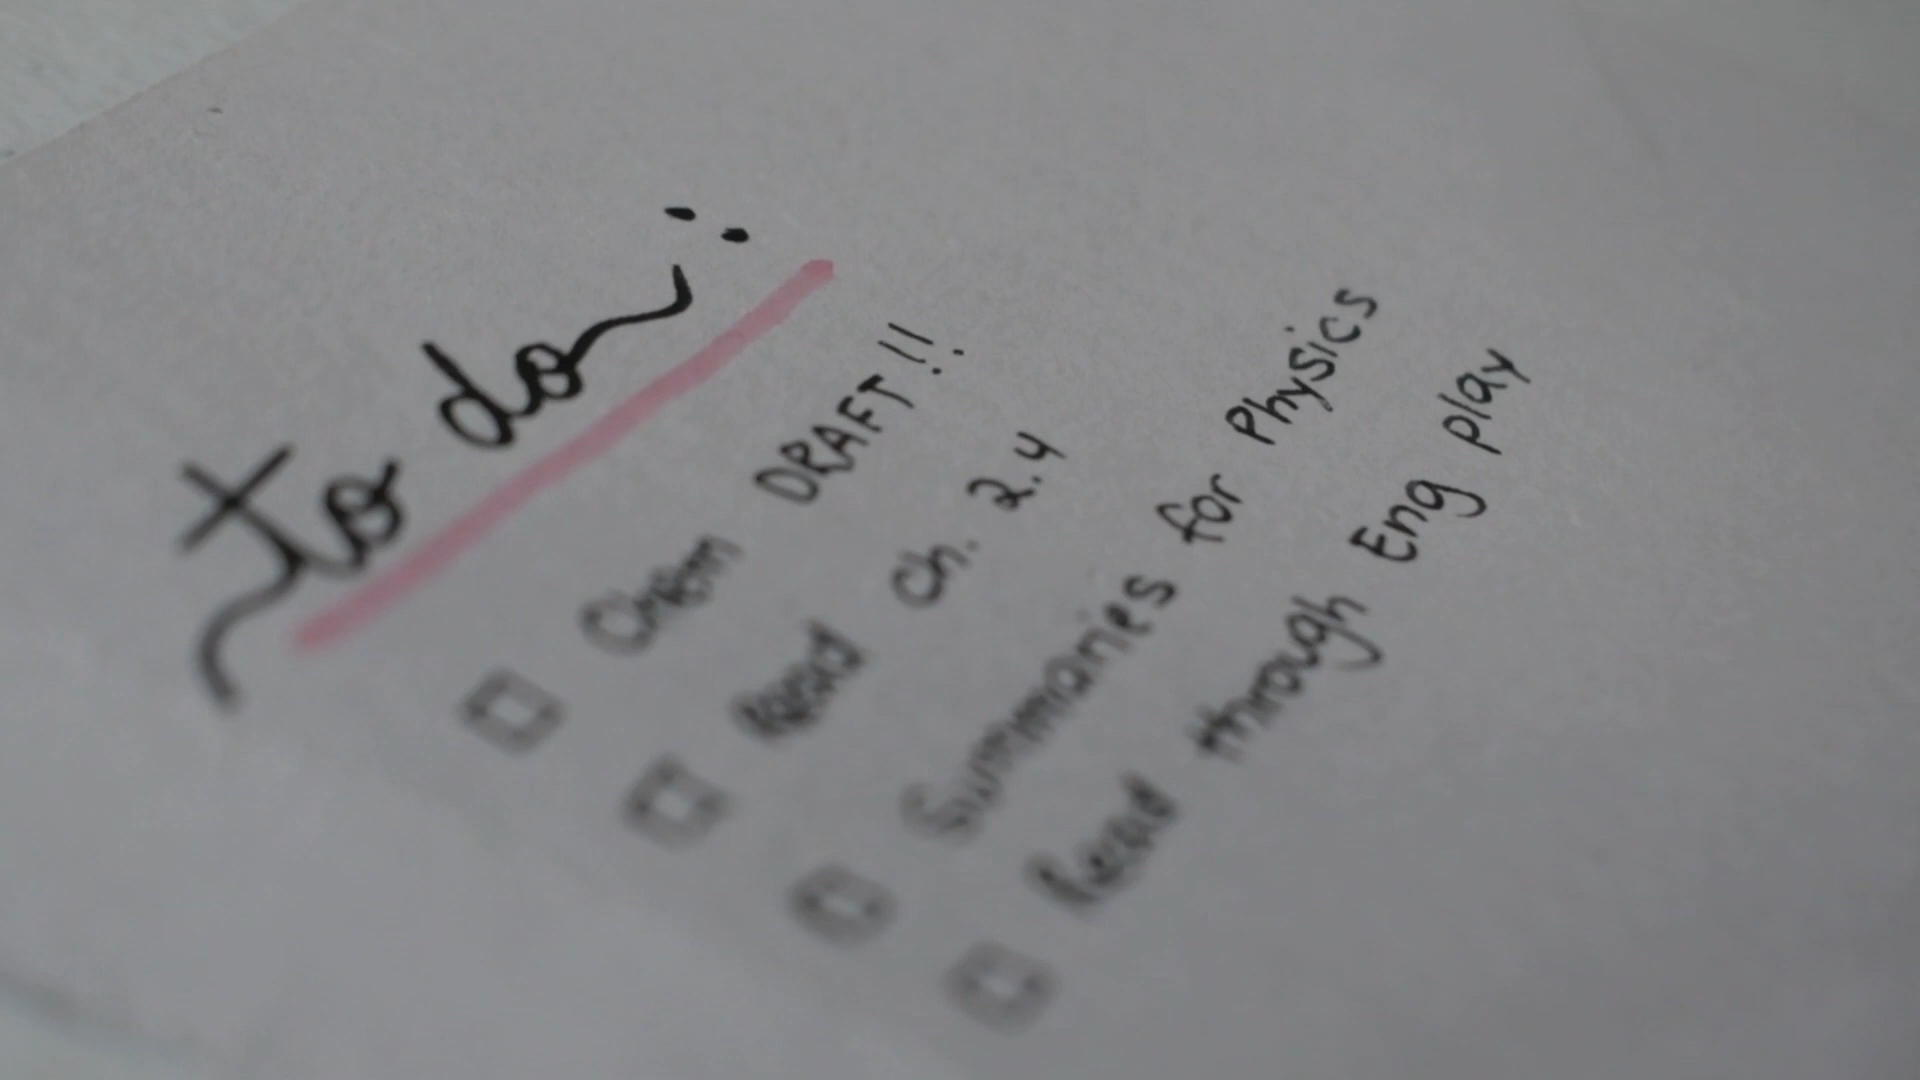 to do:
Chem DRAFT!!
Read Ch. 2.4
Summaries for Physics
Read through Eng play